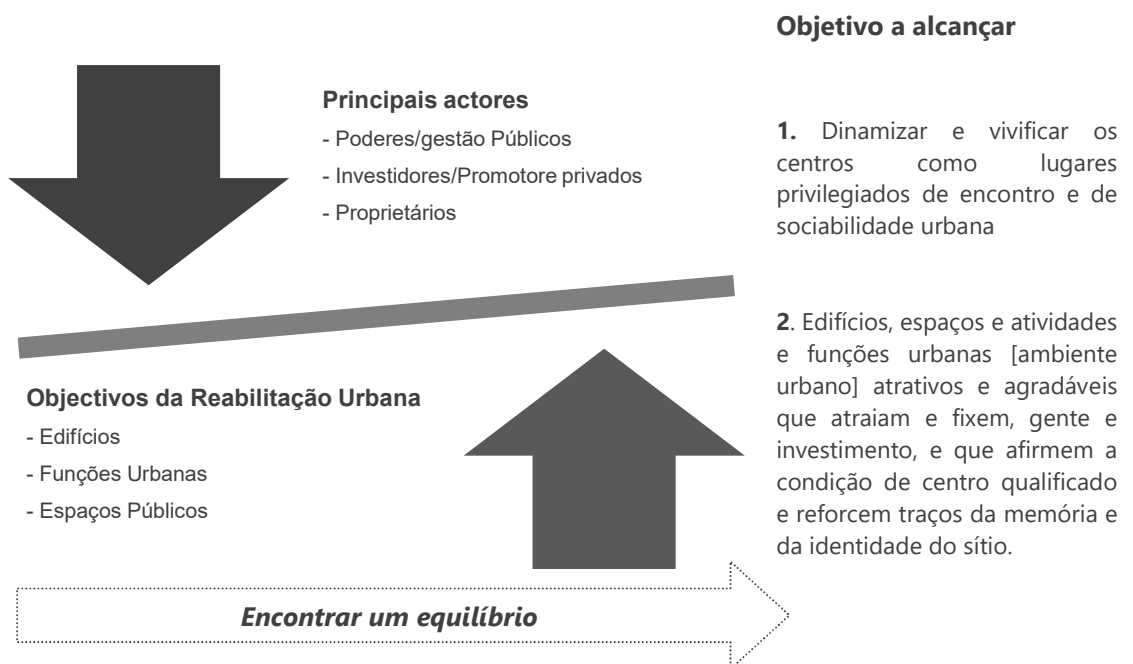 Principais actores
- Poderes/gestão Públicos
- Investidores/Promotore privados
- Proprietários
Objectivos da Reabilitação Urbana
- Edifícios
- Funções Urbanas
- Espaços Públicos
Encontrar um equilíbrio
Objetivo a alcançar
1. Dinamizar e vivificar os
centros como lugares
privilegiados de encontro e de
sociabilidade urbana
2. Edifícios, espaços e atividades
e funções urbanas [ambiente
urbano] atrativos e agradáveis
que atraiam e fixem, gente e
investimento, e que afirmem a
condição de centro qualificado
e reforcem traços da memória e
da identidade do sítio.